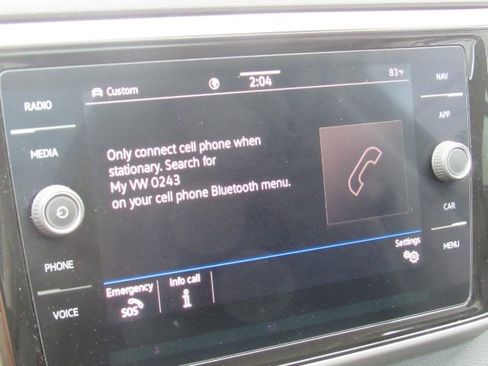 Custom 2:04 83°F
RADIO
MEDIA
PHONE
VOICE
Only connect cell phone when
stationary. Search for
My VW 0243
on your cell phone Bluetooth menu.
Emergency
SOS
Info call
i
Settings
NAV
APP
CAR
MENU